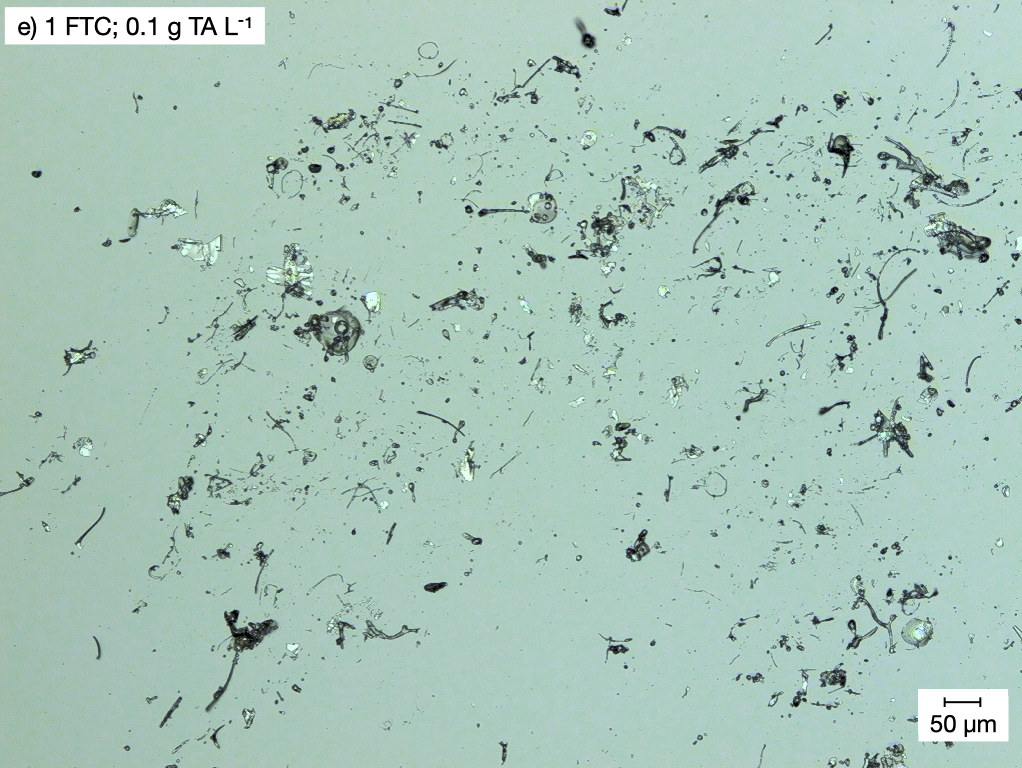 e) 1 FTC; 0.1 g TA L⁻¹
50 µm